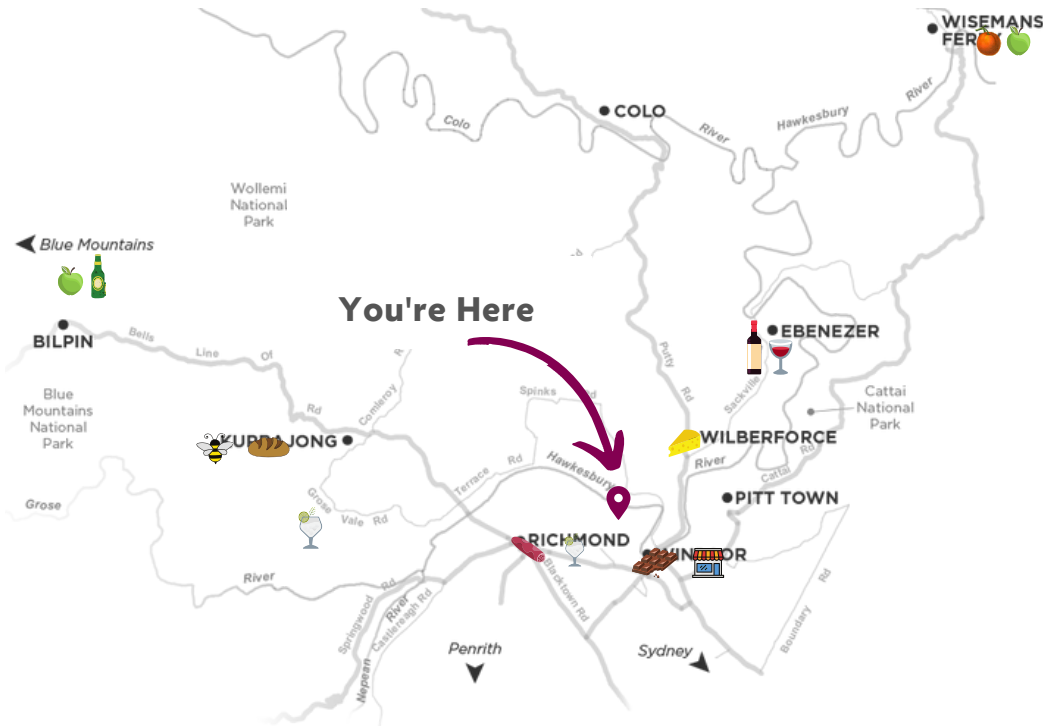 WISEMANS
COLO
Colo
River
Hawkesbury
River
Wollemi
National
Park
Blue Mountains
You're Here
BILPIN
Bells
Line
Of
Rd
Comleroy
Putty
Rd
EBENEZER
Sackville
Cattai
National
Park
Blue
Mountains
National
Park
Spinks
Rd
WILBERFORCE
River
Cattai
Rd
Hawkesbury
Terrace
Rd
Grose
Vale
Rd
Grose
PITT TOWN
RICHMOND
Blacktown Rd
River
Springwood
Rd
River
Castlereagh Rd
Nepean
Penrith
Sydney
Boundary
Rd